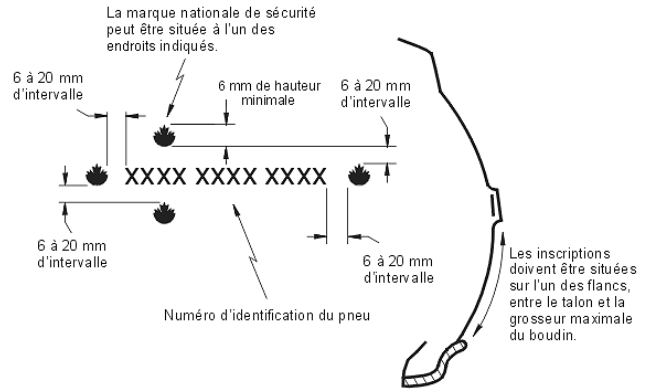 La marque nationale de sécurité
peut être située à l'un des
endroits indiqués.
6 à 20 mm
d'intervalle
6 mm de hauteur
minimale
6 à 20 mm
d'intervalle
XXXX XXXX XXXX
6 à 20 mm
d'intervalle
6 à 20 mm
d'intervalle
Numéro d'identification du pneu
Les inscriptions
doivent être situées
sur l'un des flancs,
entre le talon et la
grosseur maximale
du boudin.